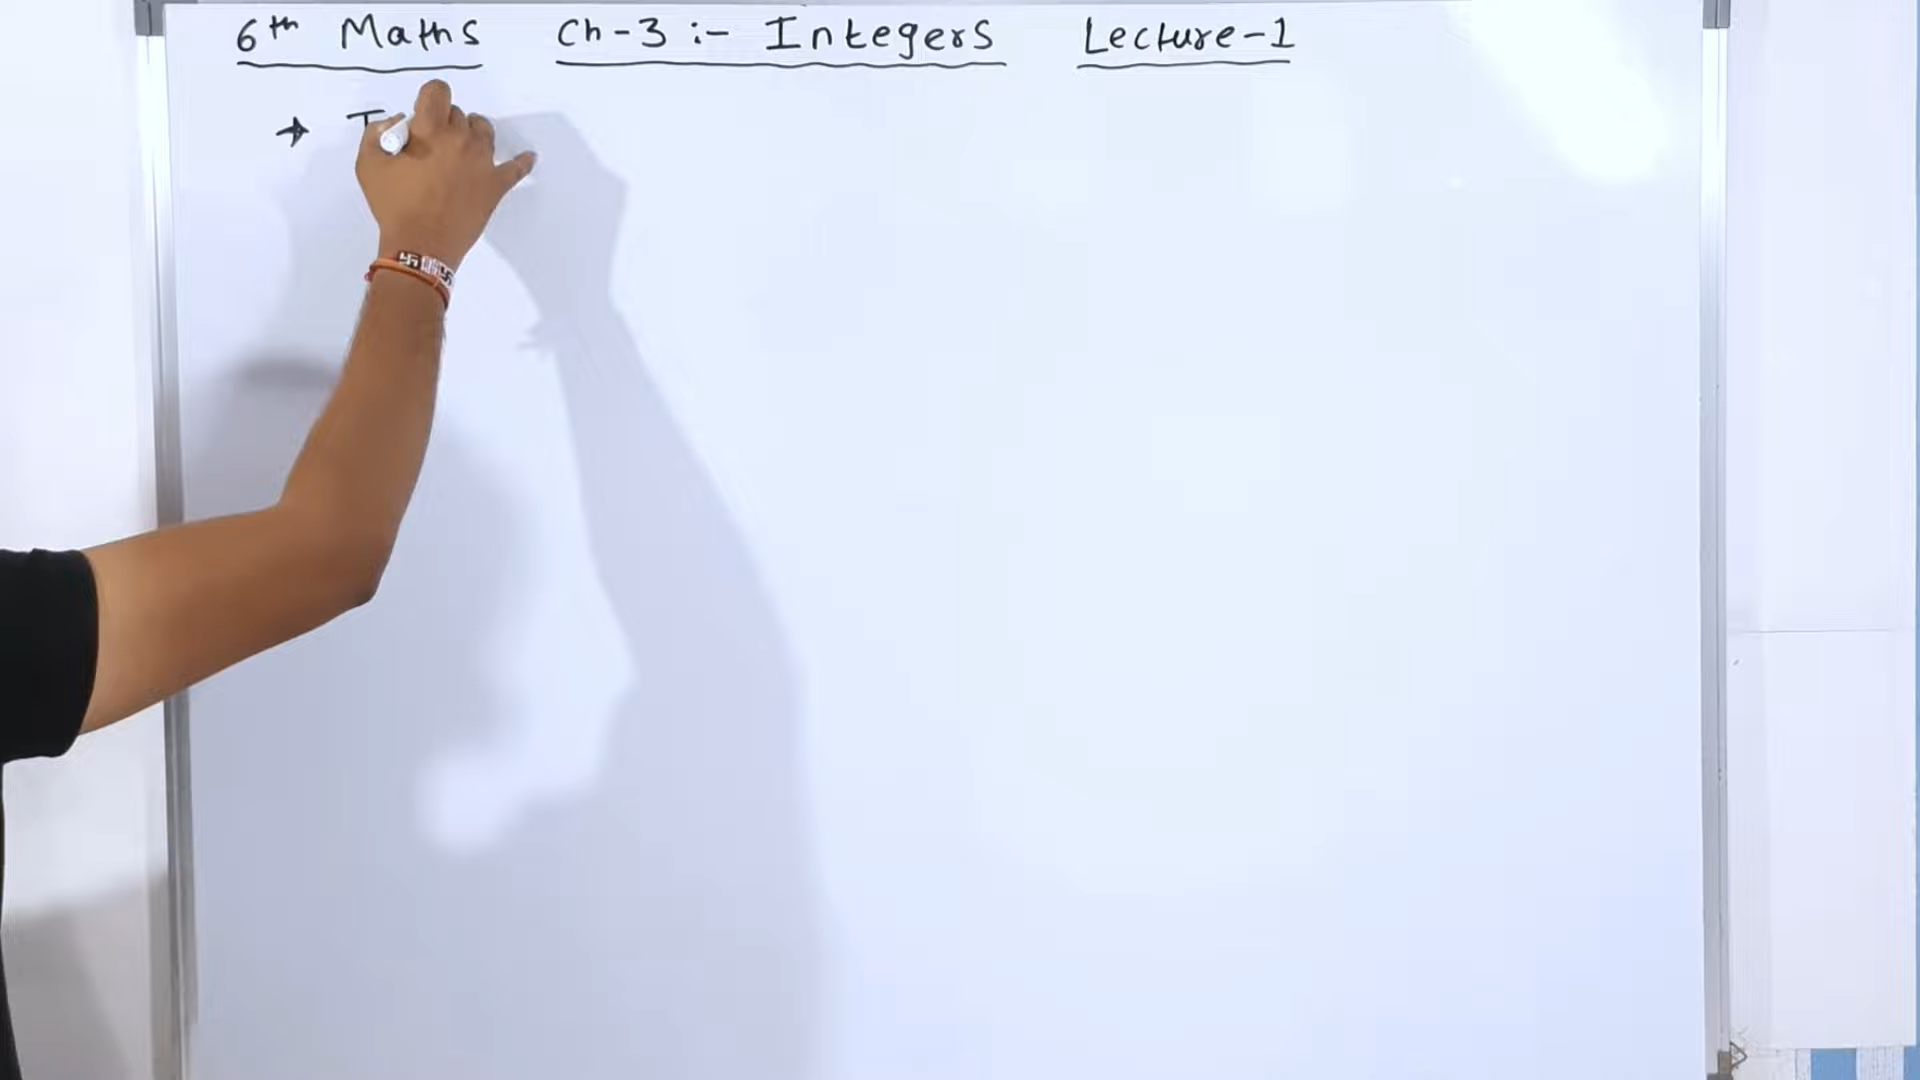 6th Maths Ch-3 :- Integers Lecture-1
→